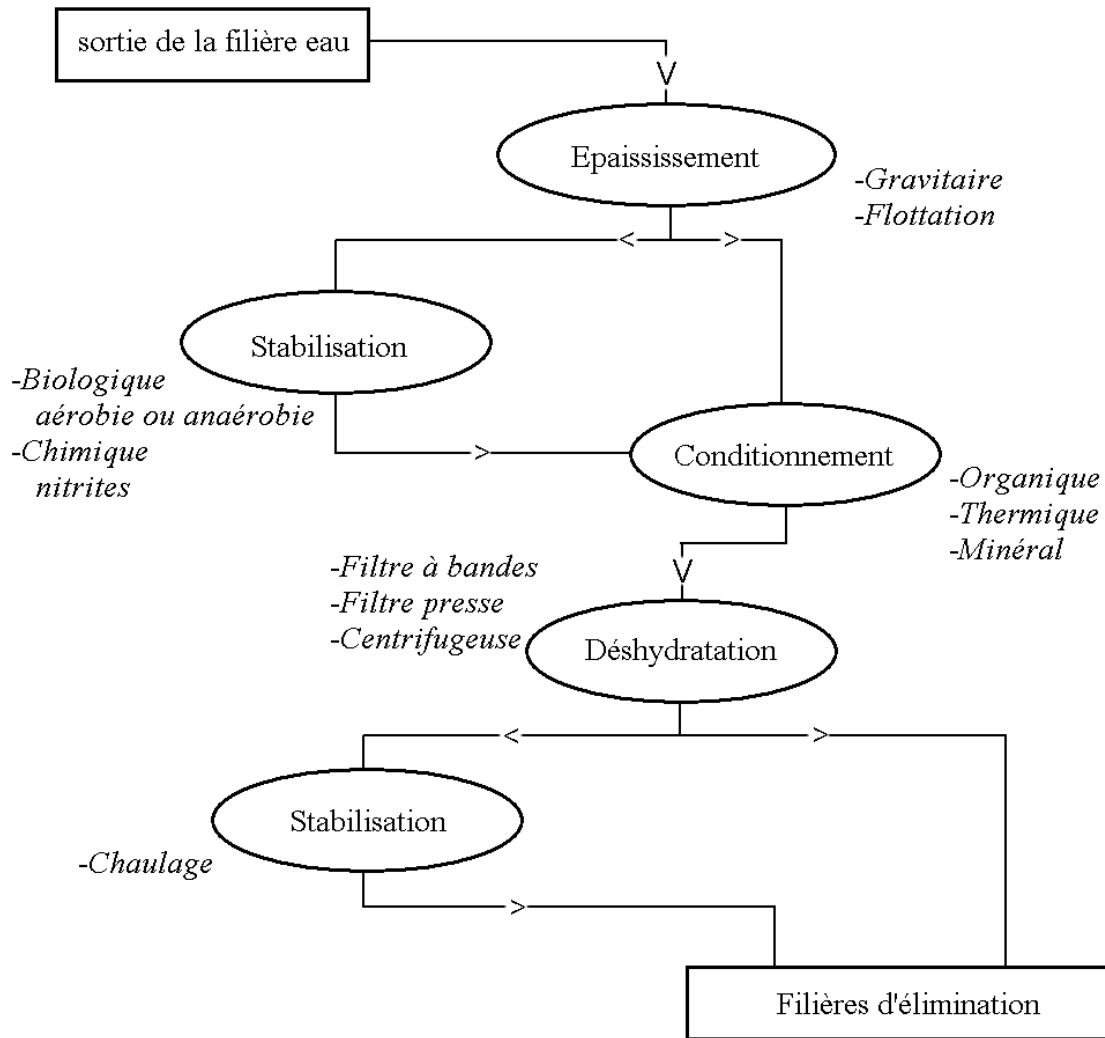 sortie de la filière eau
Epaississement
-Gravitaire
-Flottation
Stabilisation
-Biologique
aérobie ou anaérobie
-Chimique
nitrites
Conditionnement
-Organique
-Thermique
-Minéral
-Filtre à bandes
-Filtre presse
-Centrifugeuse
Déshydratation
Stabilisation
-Chaulage
Filières d'élimination